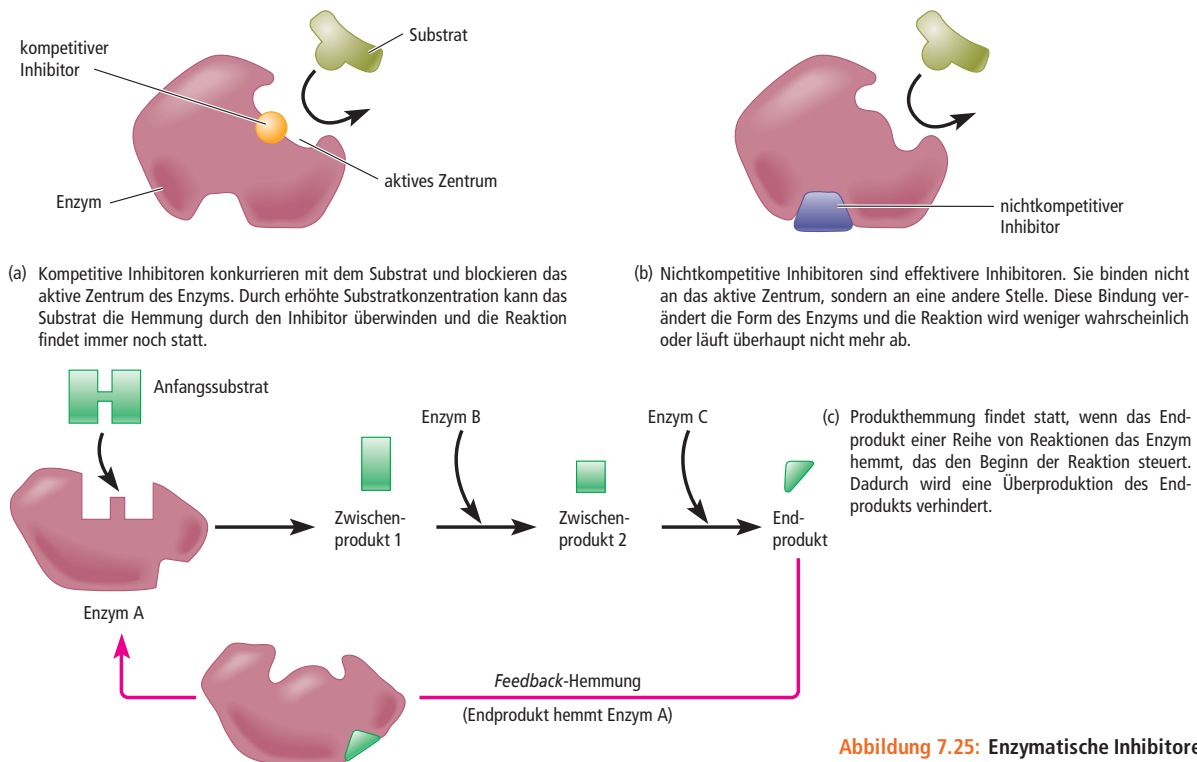 kompetitiver
Inhibitor
Substrat
aktives Zentrum
Enzym
nichtkompetitiver
Inhibitor
(a) Kompetitive Inhibitoren konkurrieren mit dem Substrat und blockieren das
aktive Zentrum des Enzyms. Durch erhöhte Substratkonzentration kann das
Substrat die Hemmung durch den Inhibitor überwinden und die Reaktion
findet immer noch statt.
(b) Nichtkompetitive Inhibitoren sind effektivere Inhibitoren. Sie binden nicht
an das aktive Zentrum, sondern an eine andere Stelle. Diese Bindung ver-
ändert die Form des Enzyms und die Reaktion wird weniger wahrscheinlich
oder läuft überhaupt nicht mehr ab.
Anfangssubstrat
Enzym B
Enzym C
Zwischen-
produkt 1
Zwischen-
produkt 2
End-
produkt
Enzym A
(c) Produkthemmung findet statt, wenn das End-
produkt einer Reihe von Reaktionen das Enzym
hemmt, das den Beginn der Reaktion steuert.
Dadurch wird eine Überproduktion des End-
produkts verhindert.
Feedback-Hemmung
(Endprodukt hemmt Enzym A)
Abbildung 7.25: Enzymatische Inhibitore